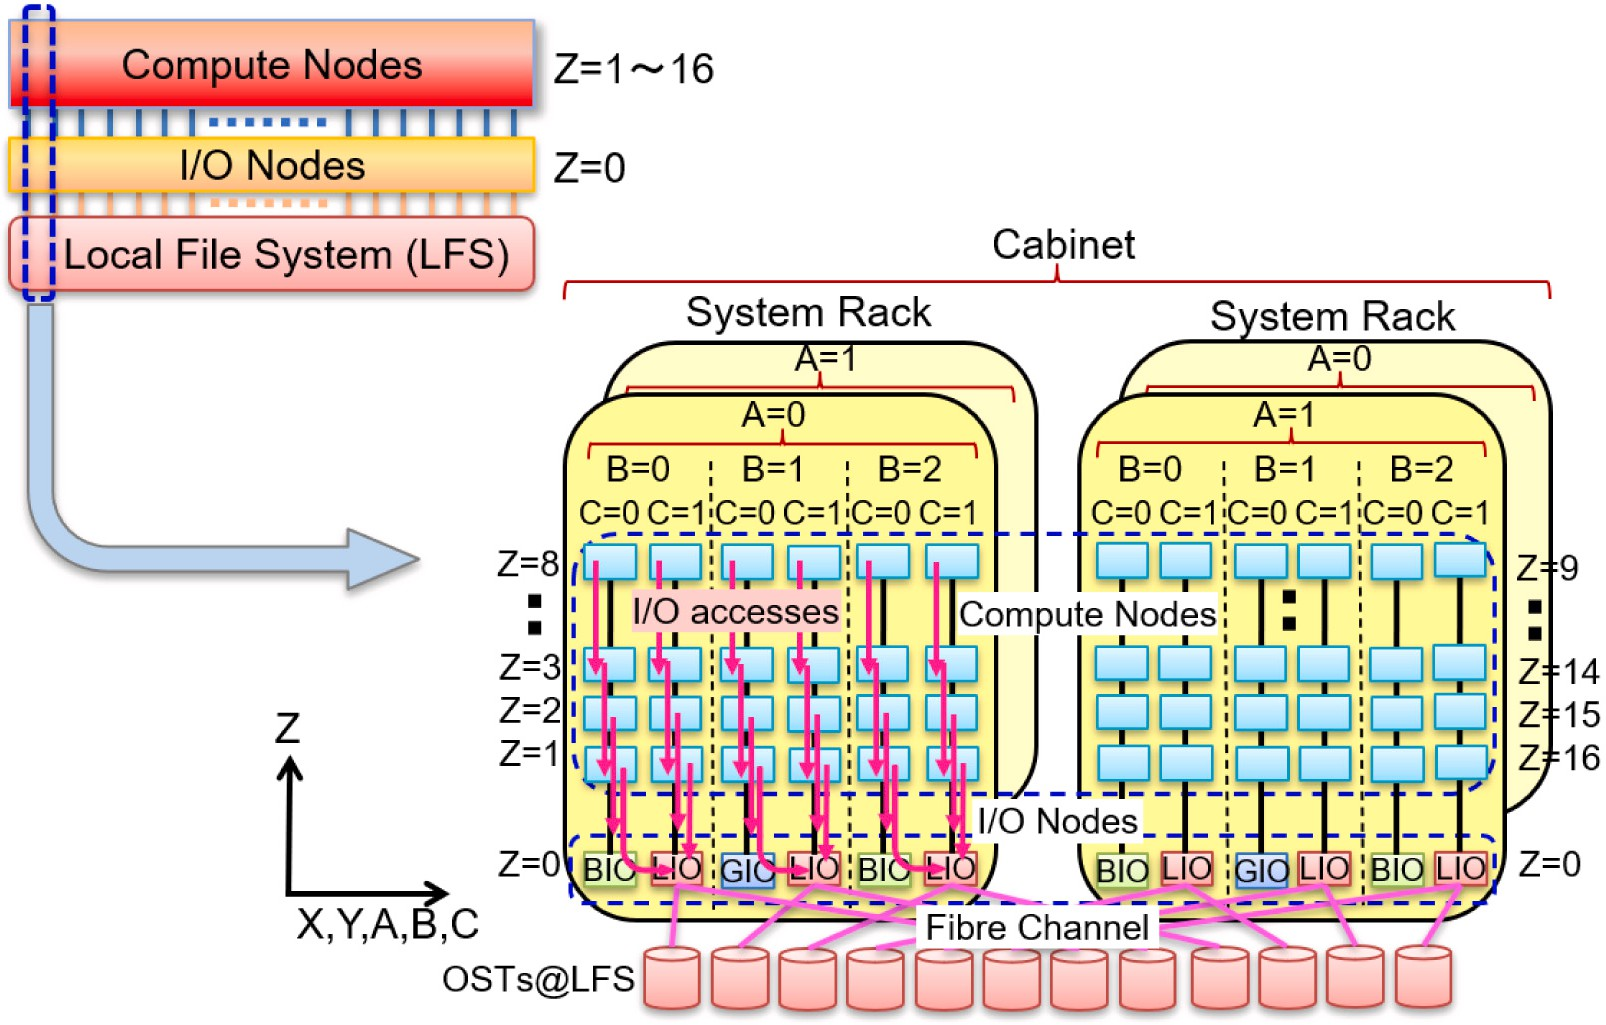 Compute Nodes
Z=1～16
I/O Nodes
Z=0
Local File System (LFS)
Cabinet
System Rack
System Rack
A=1
A=0
A=0
A=1
B=0 B=1 B=2
B=0 B=1 B=2
C=0 C=1 C=0 C=1 C=0 C=1
C=0 C=1 C=0 C=1 C=0 C=1
Z=8
Z=9
I/O accesses
Compute Nodes
Z=3
Z=14
Z=2
Z=15
Z=1
Z=16
I/O Nodes
Z=0
BIO LIO GIO LIO BIO LIO
BIO LIO GIO LIO BIO LIO
Z=0
Z
X,Y,A,B,C
Fibre Channel
OSTs@LFS